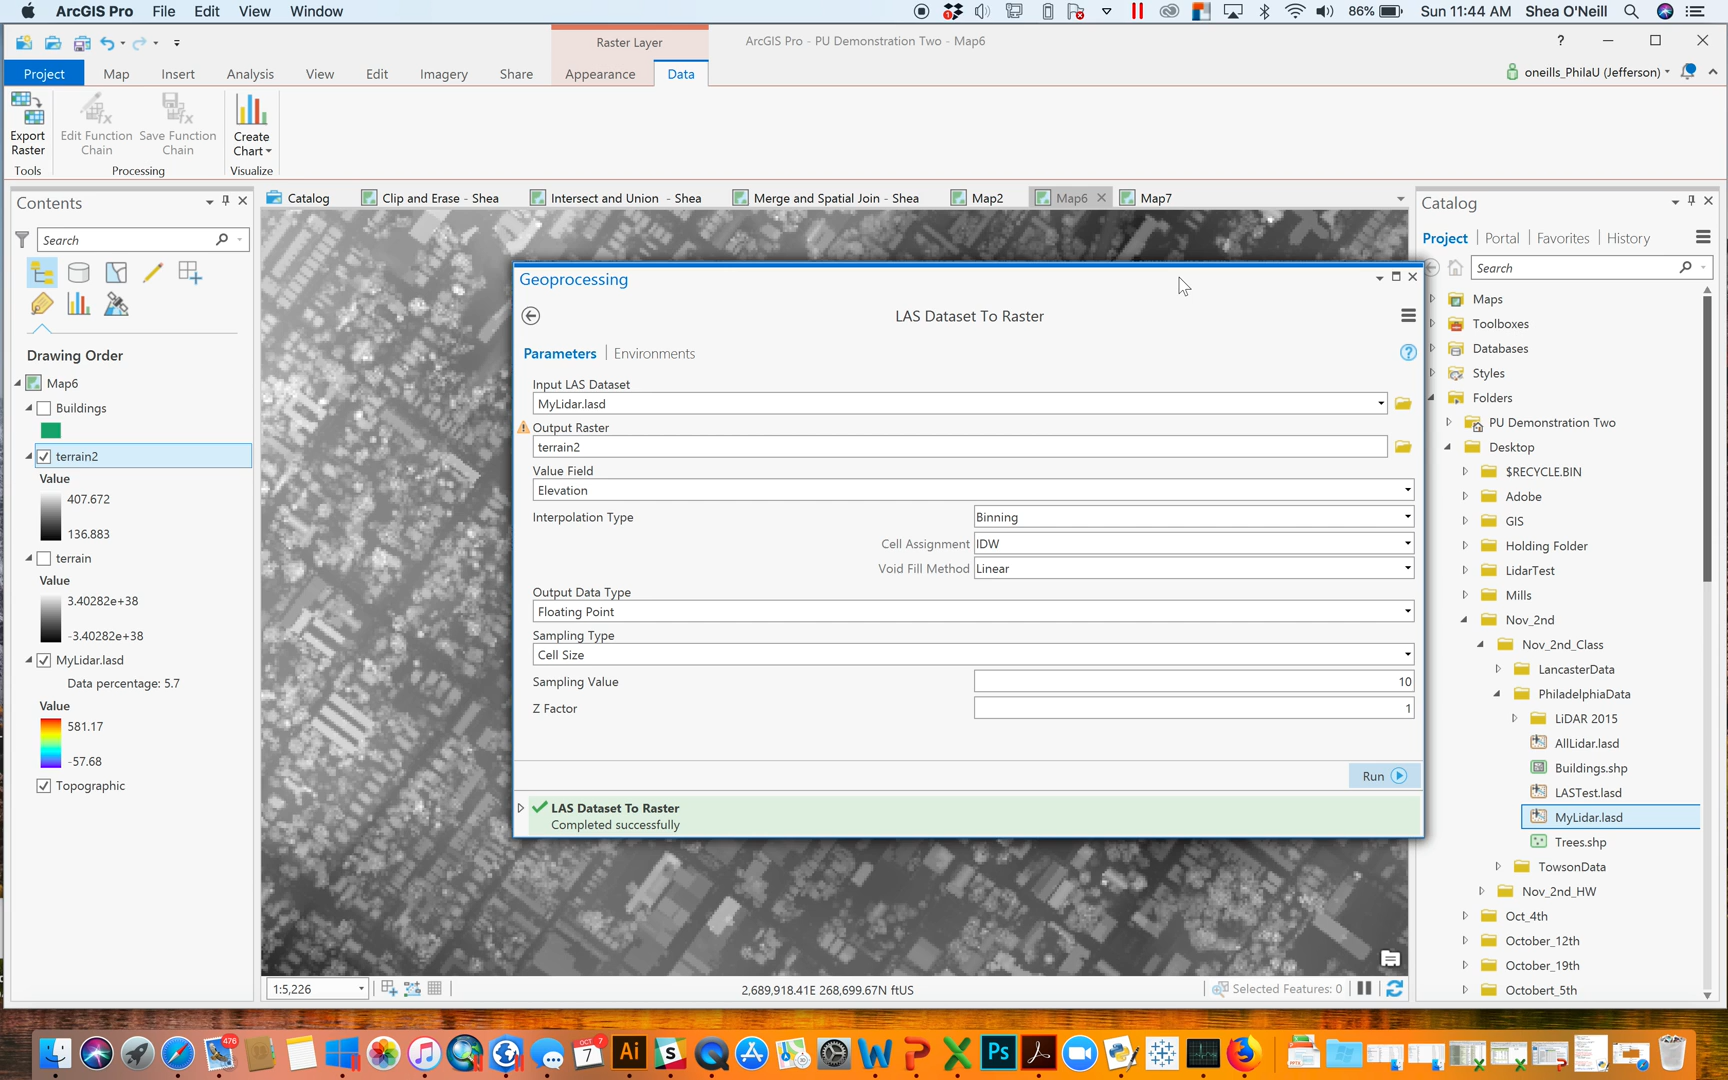 ArcGIS Pro File Edit View Window 86% Sun 11:44 AM Shea O'Neill
Raster Layer
ArcGIS Pro - PU Demonstration Two - Map6
?
Project Map Insert Analysis View Edit Imagery Share Appearance Data
oneills_PhilaU (Jefferson)
Export Raster
Edit Function Chain
Save Function Chain
Create Chart
Tools Processing Visualize
Contents
Search
Drawing Order
Map6
Buildings
terrain2
Value
407.672
136.883
terrain
Value
3.40282e+38
-3.40282e+38
MyLidar.lasd
Data percentage: 5.7
Value
581.17
-57.68
Topographic
Catalog Clip and Erase - Shea Intersect and Union - Shea Merge and Spatial Join - Shea Map2 Map6 Map7
Geoprocessing
LAS Dataset To Raster
Parameters Environments
?
Input LAS Dataset
MyLidar.lasd
Output Raster
terrain2
Value Field
Elevation
Interpolation Type Binning
Cell Assignment IDW
Void Fill Method Linear
Output Data Type
Floating Point
Sampling Type
Cell Size
Sampling Value 10
Z Factor 1
Run
LAS Dataset To Raster
Completed successfully
1:5,226
2,689,918.41E 268,699.67N ftUS
Selected Features: 0
Catalog
Project Portal Favorites History
Search
Maps
Toolboxes
Databases
Styles
Folders
PU Demonstration Two
Desktop
$RECYCLE.BIN
Adobe
GIS
Holding Folder
LidarTest
Mills
Nov_2nd
Nov_2nd_Class
LancasterData
PhiladelphiaData
LiDAR 2015
AllLidar.lasd
Buildings.shp
LASTest.lasd
MyLidar.lasd
Trees.shp
TowsonData
Nov_2nd_HW
Oct_4th
October_12th
October_19th
Octobert_5th
476
OCT 7
7
Ai
Ps